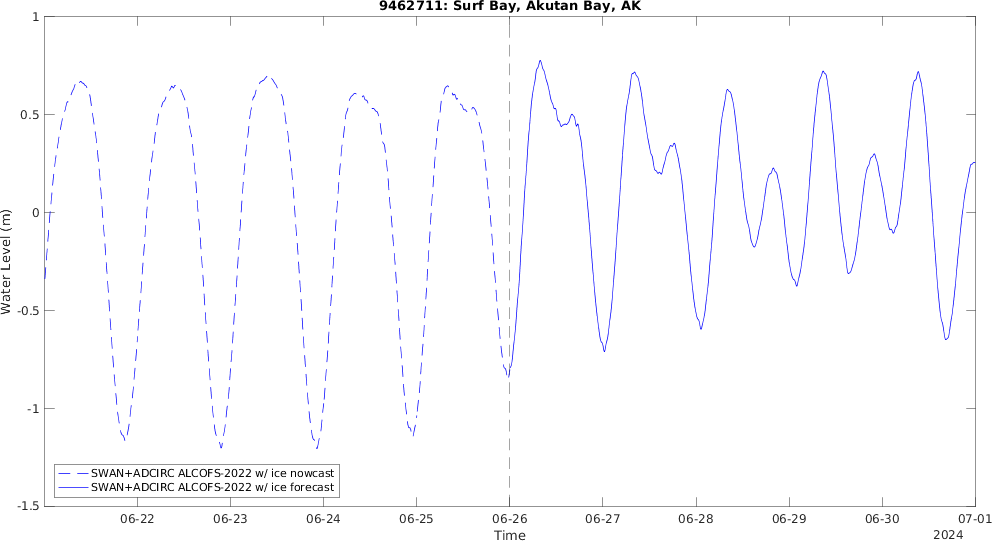 9462711: Surf Bay, Akutan Bay, AK
Water Level (m)
1
0.5
0
-0.5
-1
-1.5
SWAN+ADCIRC ALCOFS-2022 w/ ice nowcast
SWAN+ADCIRC ALCOFS-2022 w/ ice forecast
06-22 06-23 06-24 06-25 06-26 06-27 06-28 06-29 06-30 07-01
Time
2024